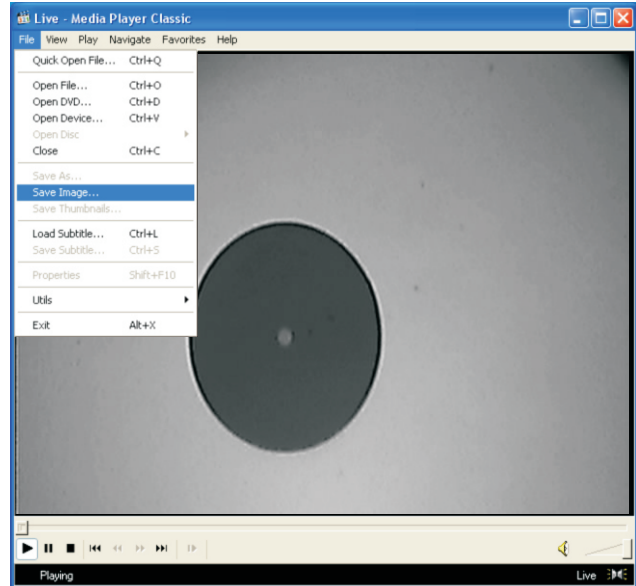 Live - Media Player Classic
File View Play Navigate Favorites Help
Quick Open File... Ctrl+Q
Open File... Ctrl+O
Open DVD... Ctrl+D
Open Device... Ctrl+V
Open Disc
Close Ctrl+C
Save As...
Save Image...
Save Thumbnails...
Load Subtitle... Ctrl+L
Save Subtitle... Ctrl+S
Properties Shift+F10
Utils
Exit Alt+X
Playing Live